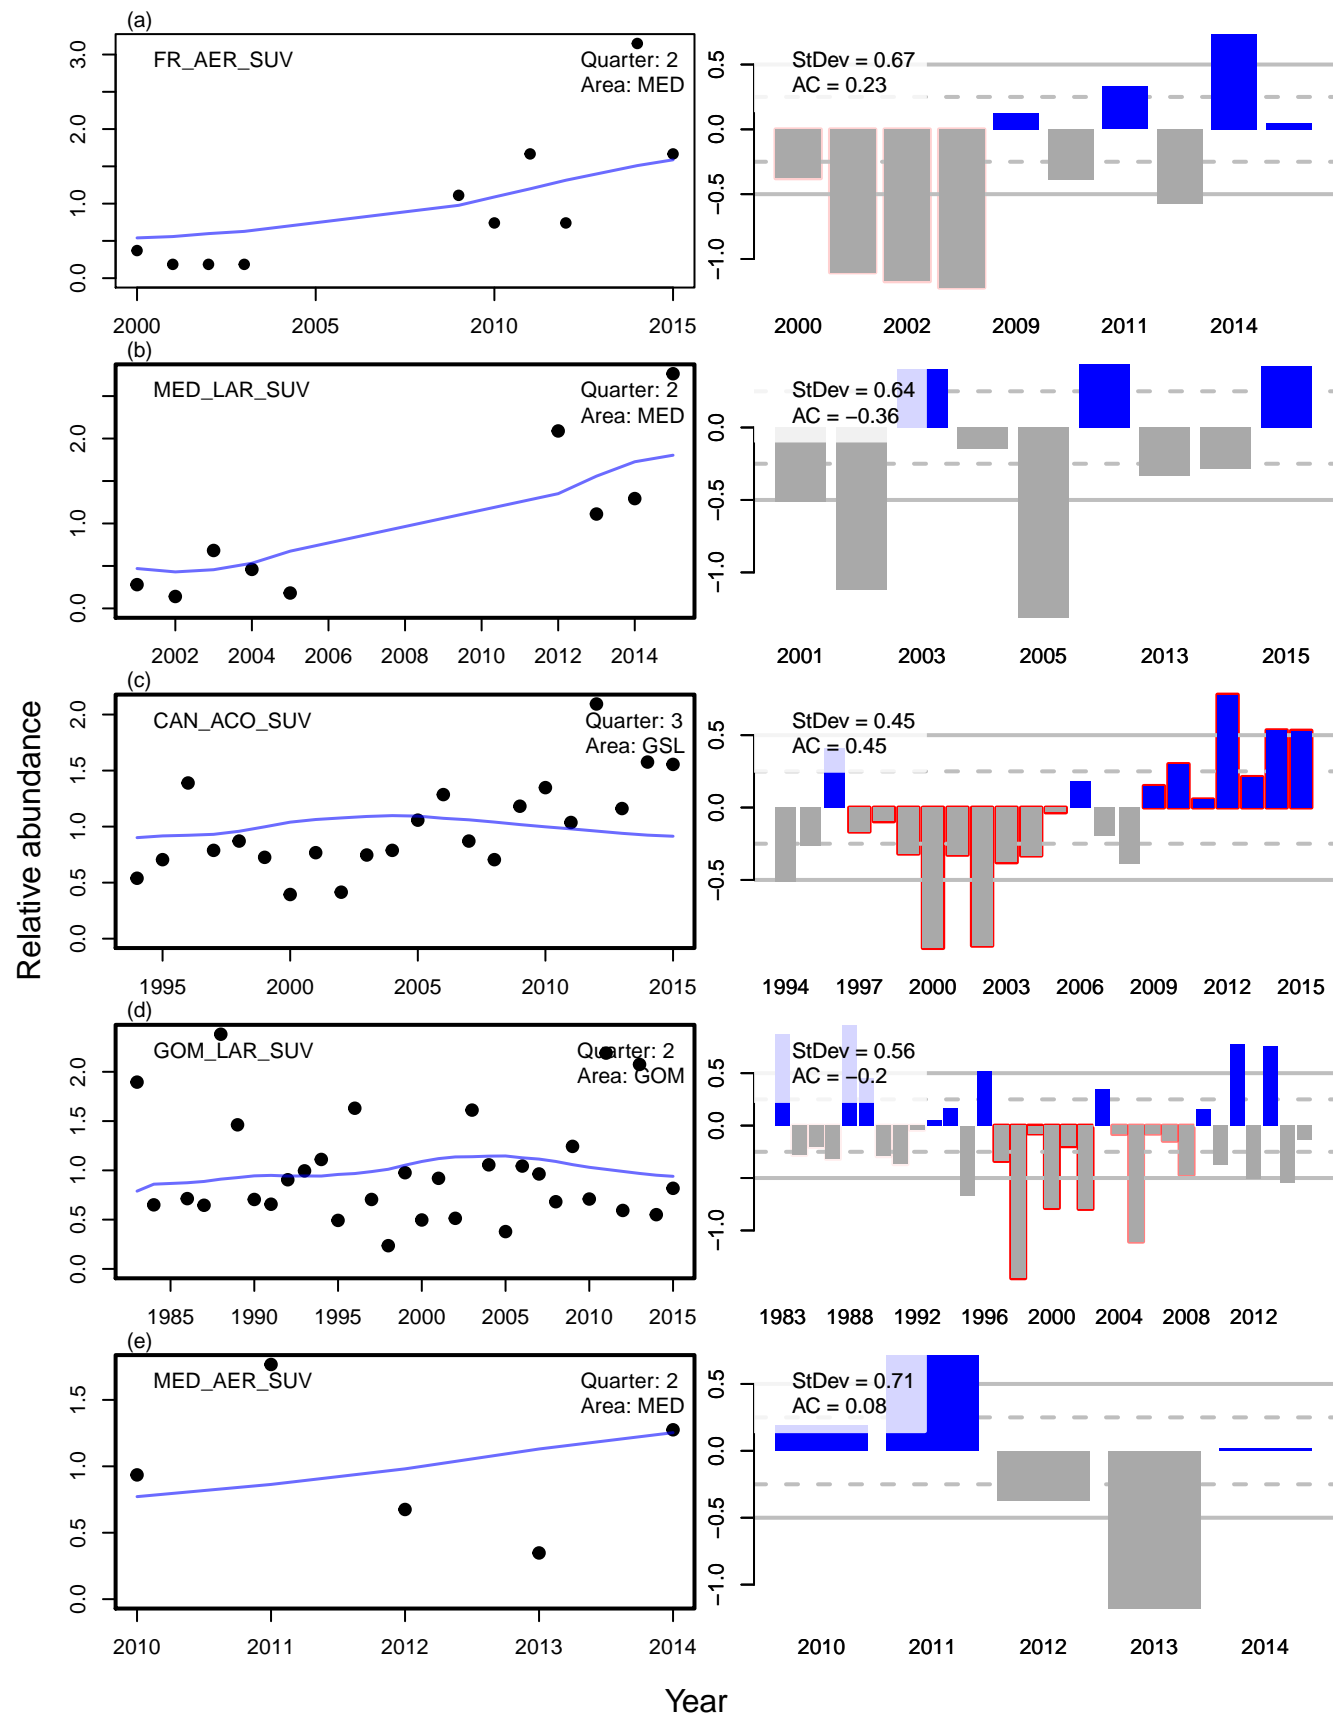 (a)
FR_AER_SUV
Quarter: 2
Area: MED
0.0 1.0 2.0 3.0
2000 2005 2010 2015
StDev = 0.67
AC = 0.23
−1.0 −0.5 0.0 0.5
2000 2002 2009 2011 2014
(b)
MED_LAR_SUV
Quarter: 2
Area: MED
0.0 1.0 2.0
2002 2004 2006 2008 2010 2012 2014
StDev = 0.64
AC = −0.36
−1.0 −0.5 0.0
2001 2003 2005 2013 2015
(c)
CAN_ACO_SUV
Quarter: 3
Area: GSL
0.0 0.5 1.0 1.5 2.0
1995 2000 2005 2010 2015
StDev = 0.45
AC = 0.45
−0.5 0.0 0.5
1994 1997 2000 2003 2006 2009 2012 2015
Relative abundance
(d)
GOM_LAR_SUV
Quarter: 2
Area: GOM
0.0 0.5 1.0 1.5 2.0
1985 1990 1995 2000 2005 2010 2015
StDev = 0.56
AC = −0.2
−1.0 0.0 0.5
1983 1988 1992 1996 2000 2004 2008 2012
(e)
MED_AER_SUV
Quarter: 2
Area: MED
0.0 0.5 1.0 1.5
2010 2011 2012 2013 2014
StDev = 0.71
AC = 0.08
−1.0 −0.5 0.0 0.5
2010 2011 2012 2013 2014
Year